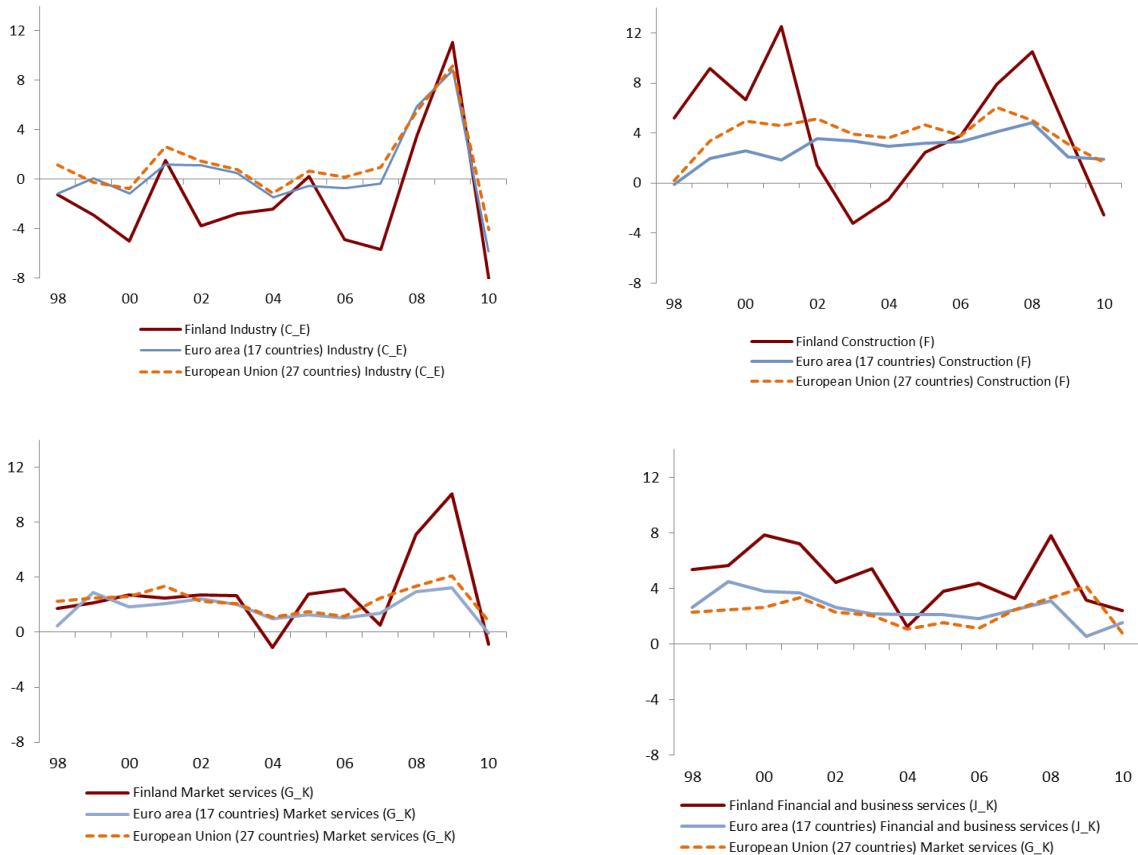 12
8
4
0
-4
-8
98 00 02 04 06 08 10
Finland Industry (C_E)
Euro area (17 countries) Industry (C_E)
European Union (27 countries) Industry (C_E)
12
8
4
0
-4
-8
98 00 02 04 06 08 10
Finland Construction (F)
Euro area (17 countries) Construction (F)
European Union (27 countries) Construction (F)
12
8
4
0
-4
-8
98 00 02 04 06 08 10
Finland Market services (G_K)
Euro area (17 countries) Market services (G_K)
European Union (27 countries) Market services (G_K)
12
8
4
0
-4
-8
98 00 02 04 06 08 10
Finland Financial and business services (J_K)
Euro area (17 countries) Financial and business services (J_K)
European Union (27 countries) Market services (G_K)